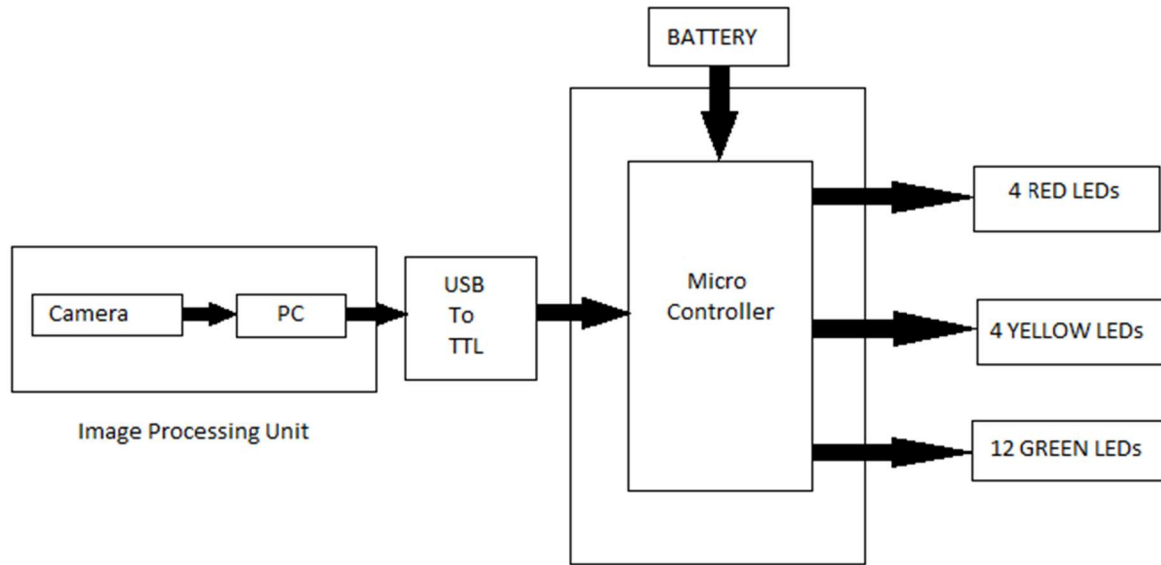 BATTERY
4 RED LEDs
Camera
PC
USB
To
TTL
Micro
Controller
4 YELLOW LEDs
Image Processing Unit
12 GREEN LEDs